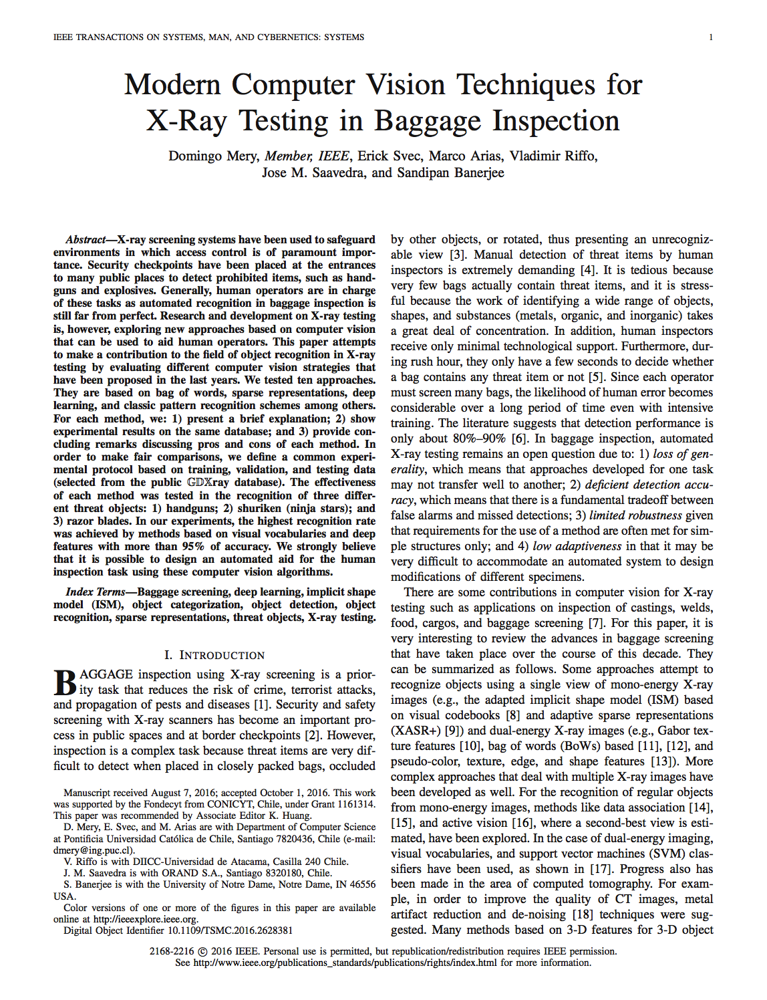 IEEE TRANSACTIONS ON SYSTEMS, MAN, AND CYBERNETICS: SYSTEMS 1
Modern Computer Vision Techniques for
X-Ray Testing in Baggage Inspection
Domingo Mery, Member, IEEE, Erick Svec, Marco Arias, Vladimir Riffo,
Jose M. Saavedra, and Sandipan Banerjee
Abstract—X-ray screening systems have been used to safeguard
environments in which access control is of paramount impor-
tance. Security checkpoints have been placed at the entrances
to many public places to detect prohibited items, such as hand-
guns and explosives. Generally, human operators are in charge
of these tasks as automated recognition in baggage inspection is
still far from perfect. Research and development on X-ray testing
is, however, exploring new approaches based on computer vision
that can be used to aid human operators. This paper attempts
to make a contribution to the field of object recognition in X-ray
testing by evaluating different computer vision strategies that
have been proposed in the last years. We tested ten approaches.
They are based on bag of words, sparse representations, deep
learning, and classic pattern recognition schemes among others.
For each method, we: 1) present a brief explanation; 2) show
experimental results on the same database; and 3) provide con-
cluding remarks discussing pros and cons of each method. In
order to make fair comparisons, we define a common experi-
mental protocol based on training, validation, and testing data
(selected from the public 𝔾𝔻𝕏ray database). The effectiveness
of each method was tested in the recognition of three differ-
ent threat objects: 1) handguns; 2) shuriken (ninja stars); and
3) razor blades. In our experiments, the highest recognition rate
was achieved by methods based on visual vocabularies and deep
features with more than 95% of accuracy. We strongly believe
that it is possible to design an automated aid for the human
inspection task using these computer vision algorithms.
Index Terms—Baggage screening, deep learning, implicit shape
model (ISM), object categorization, object detection, object
recognition, sparse representations, threat objects, X-ray testing.
I. INTRODUCTION
BAGGAGE inspection using X-ray screening is a prior-
ity task that reduces the risk of crime, terrorist attacks,
and propagation of pests and diseases [1]. Security and safety
screening with X-ray scanners has become an important pro-
cess in public spaces and at border checkpoints [2]. However,
inspection is a complex task because threat items are very dif-
ficult to detect when placed in closely packed bags, occluded
Manuscript received August 7, 2016; accepted October 1, 2016. This work
was supported by the Fondecyt from CONICYT, Chile, under Grant 1161314.
This paper was recommended by Associate Editor K. Huang.
D. Mery, E. Svec, and M. Arias are with Department of Computer Science
at Pontificia Universidad Católica de Chile, Santiago 7820436, Chile (e-mail:
dmery@ing.puc.cl).
V. Riffo is with DIICC-Universidad de Atacama, Casilla 240 Chile.
J. M. Saavedra is with ORAND S.A., Santiago 8320180, Chile.
S. Banerjee is with the University of Notre Dame, Notre Dame, IN 46556
USA.
Color versions of one or more of the figures in this paper are available
online at http://ieeexplore.ieee.org.
Digital Object Identifier 10.1109/TSMC.2016.2628381
by other objects, or rotated, thus presenting an unrecogniz-
able view [3]. Manual detection of threat items by human
inspectors is extremely demanding [4]. It is tedious because
very few bags actually contain threat items, and it is stress-
ful because the work of identifying a wide range of objects,
shapes, and substances (metals, organic, and inorganic) takes
a great deal of concentration. In addition, human inspectors
receive only minimal technological support. Furthermore, dur-
ing rush hour, they only have a few seconds to decide whether
a bag contains any threat item or not [5]. Since each operator
must screen many bags, the likelihood of human error becomes
considerable over a long period of time even with intensive
training. The literature suggests that detection performance is
only about 80%–90% [6]. In baggage inspection, automated
X-ray testing remains an open question due to: 1) loss of gen-
erality, which means that approaches developed for one task
may not transfer well to another; 2) deficient detection accu-
racy, which means that there is a fundamental tradeoff between
false alarms and missed detections; 3) limited robustness given
that requirements for the use of a method are often met for sim-
ple structures only; and 4) low adaptiveness in that it may be
very difficult to accommodate an automated system to design
modifications of different specimens.
There are some contributions in computer vision for X-ray
testing such as applications on inspection of castings, welds,
food, cargos, and baggage screening [7]. For this paper, it is
very interesting to review the advances in baggage screening
that have taken place over the course of this decade. They
can be summarized as follows. Some approaches attempt to
recognize objects using a single view of mono-energy X-ray
images (e.g., the adapted implicit shape model (ISM) based
on visual codebooks [8] and adaptive sparse representations
(XASR+) [9]) and dual-energy X-ray images (e.g., Gabor tex-
ture features [10], bag of words (BoWs) based [11], [12], and
pseudo-color, texture, edge, and shape features [13]). More
complex approaches that deal with multiple X-ray images have
been developed as well. For the recognition of regular objects
from mono-energy images, methods like data association [14],
[15], and active vision [16], where a second-best view is esti-
mated, have been explored. In the case of dual-energy imaging,
visual vocabularies, and support vector machines (SVM) clas-
sifiers have been used, as shown in [17]. Progress also has
been made in the area of computed tomography. For exam-
ple, in order to improve the quality of CT images, metal
artifact reduction and de-noising [18] techniques were sug-
gested. Many methods based on 3-D features for 3-D object
2168-2216 © 2016 IEEE. Personal use is permitted, but republication/redistribution requires IEEE permission.
See http://www.ieee.org/publications_standards/publications/rights/index.html for more information.